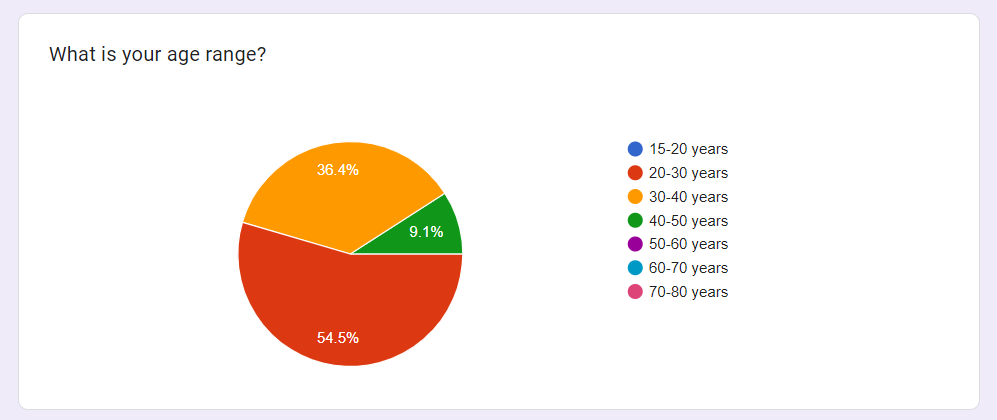 What is your age range?
36.4%
9.1%
54.5%
15-20 years
20-30 years
30-40 years
40-50 years
50-60 years
60-70 years
70-80 years